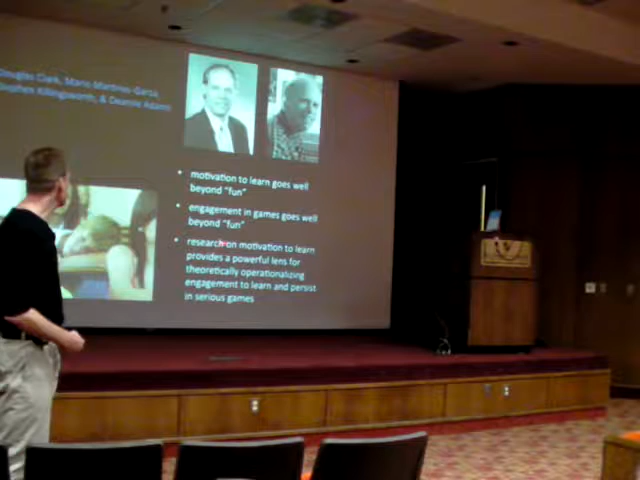 Douglas Clark, Mario Martinez-Garza,
Stephen Killingsworth, & Deanne Adams
• motivation to learn goes well
beyond "fun"
• engagement in games goes well
beyond "fun"
• research on motivation to learn
provides a powerful lens for
theoretically operationalizing
engagement to learn and persist
in serious games